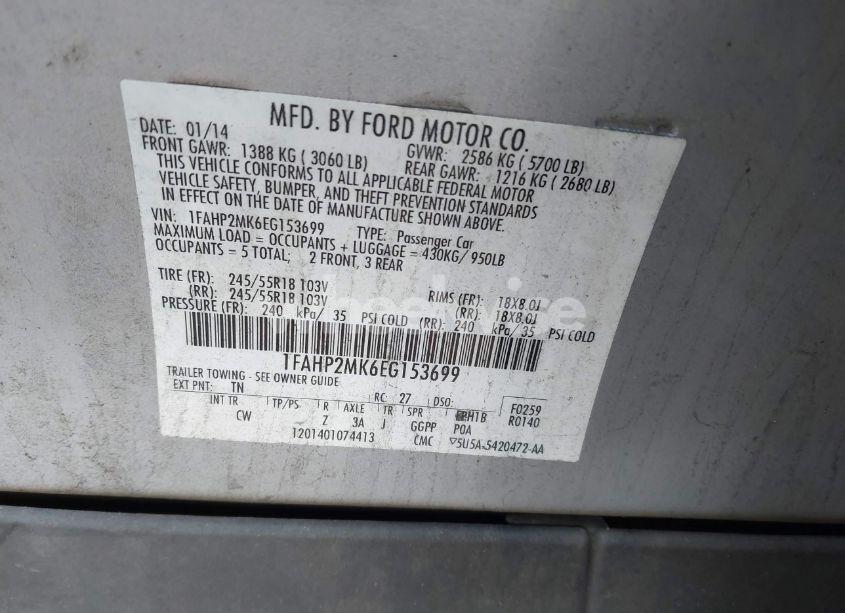 MFD. BY FORD MOTOR CO.
DATE: 01/14 GVWR: 2586 KG ( 5700 LB)
FRONT GAWR: 1388 KG ( 3060 LB) REAR GAWR: 1216 KG ( 2680 LB)
THIS VEHICLE CONFORMS TO ALL APPLICABLE FEDERAL MOTOR
VEHICLE SAFETY, BUMPER, AND THEFT PREVENTION STANDARDS
IN EFFECT ON THE DATE OF MANUFACTURE SHOWN ABOVE.
VIN: 1FAHP2MK6EG153699 TYPE: Passenger Car
MAXIMUM LOAD = OCCUPANTS + LUGGAGE = 430KG/ 950LB
OCCUPANTS = 5 TOTAL; 2 FRONT, 3 REAR
TIRE (FR): 245/55R18 103V RIMS (FR): 18X8.0J
(RR): 245/55R18 103V (RR): 18X8.0J
PRESSURE (FR): 240 kPa/ 35 PSI COLD (RR): 240 kPa/ 35 PSI COLD
1FAHP2MK6EG153699
TRAILER TOWING - SEE OWNER GUIDE
EXT PNT: TN RC: 27 DSO: F0259
INT TR TP/PS R AXLE TR SPR R0140
CW Z 3A J GGPP P0A
1201401074413 CMC 5U5A-5420472-AA